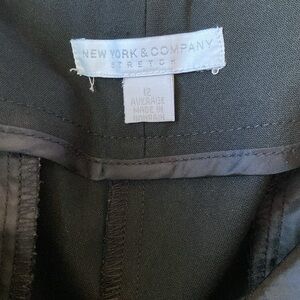 NEW YORK & COMPANY
STRETCH
12
AVERAGE
MADE IN